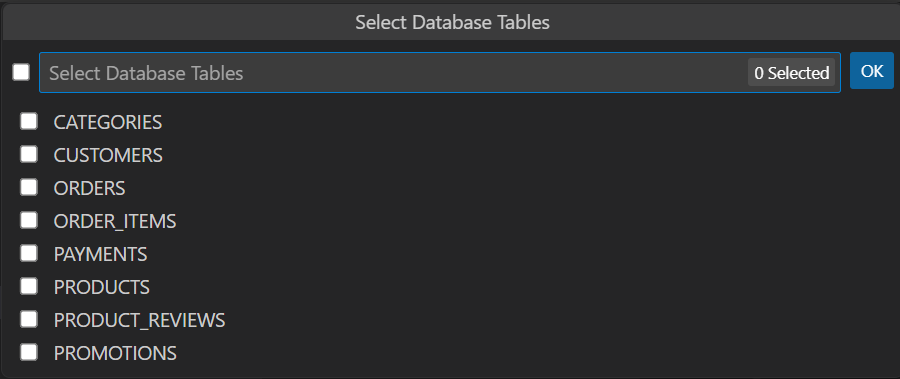 Select Database Tables
Select Database Tables 0 Selected OK
CATEGORIES
CUSTOMERS
ORDERS
ORDER_ITEMS
PAYMENTS
PRODUCTS
PRODUCT_REVIEWS
PROMOTIONS